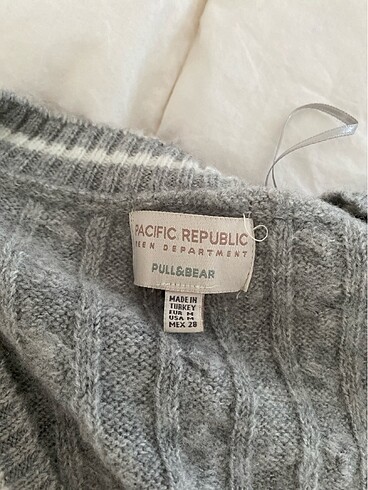 PACIFIC REPUBLIC
TEEN DEPARTMENT
PULL&BEAR
MADE IN
TURKEY
EUR M
USA M
MEX 28